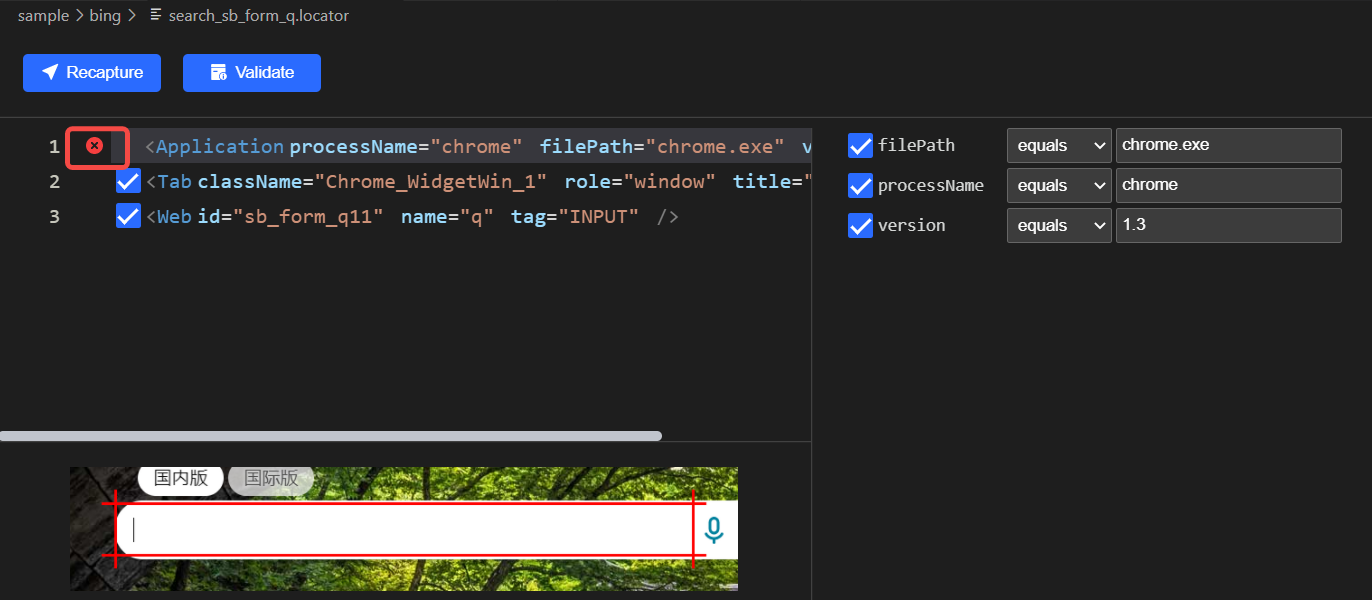 sample > bing > search_sb_form_q.locator
Recapture Validate
1 <Application processName="chrome" filePath="chrome.exe" v
2 <Tab className="Chrome_WidgetWin_1" role="window" title="
3 <Web id="sb_form_q11" name="q" tag="INPUT" />
filePath equals chrome.exe
processName equals chrome
version equals 1.3
国内版 国际版